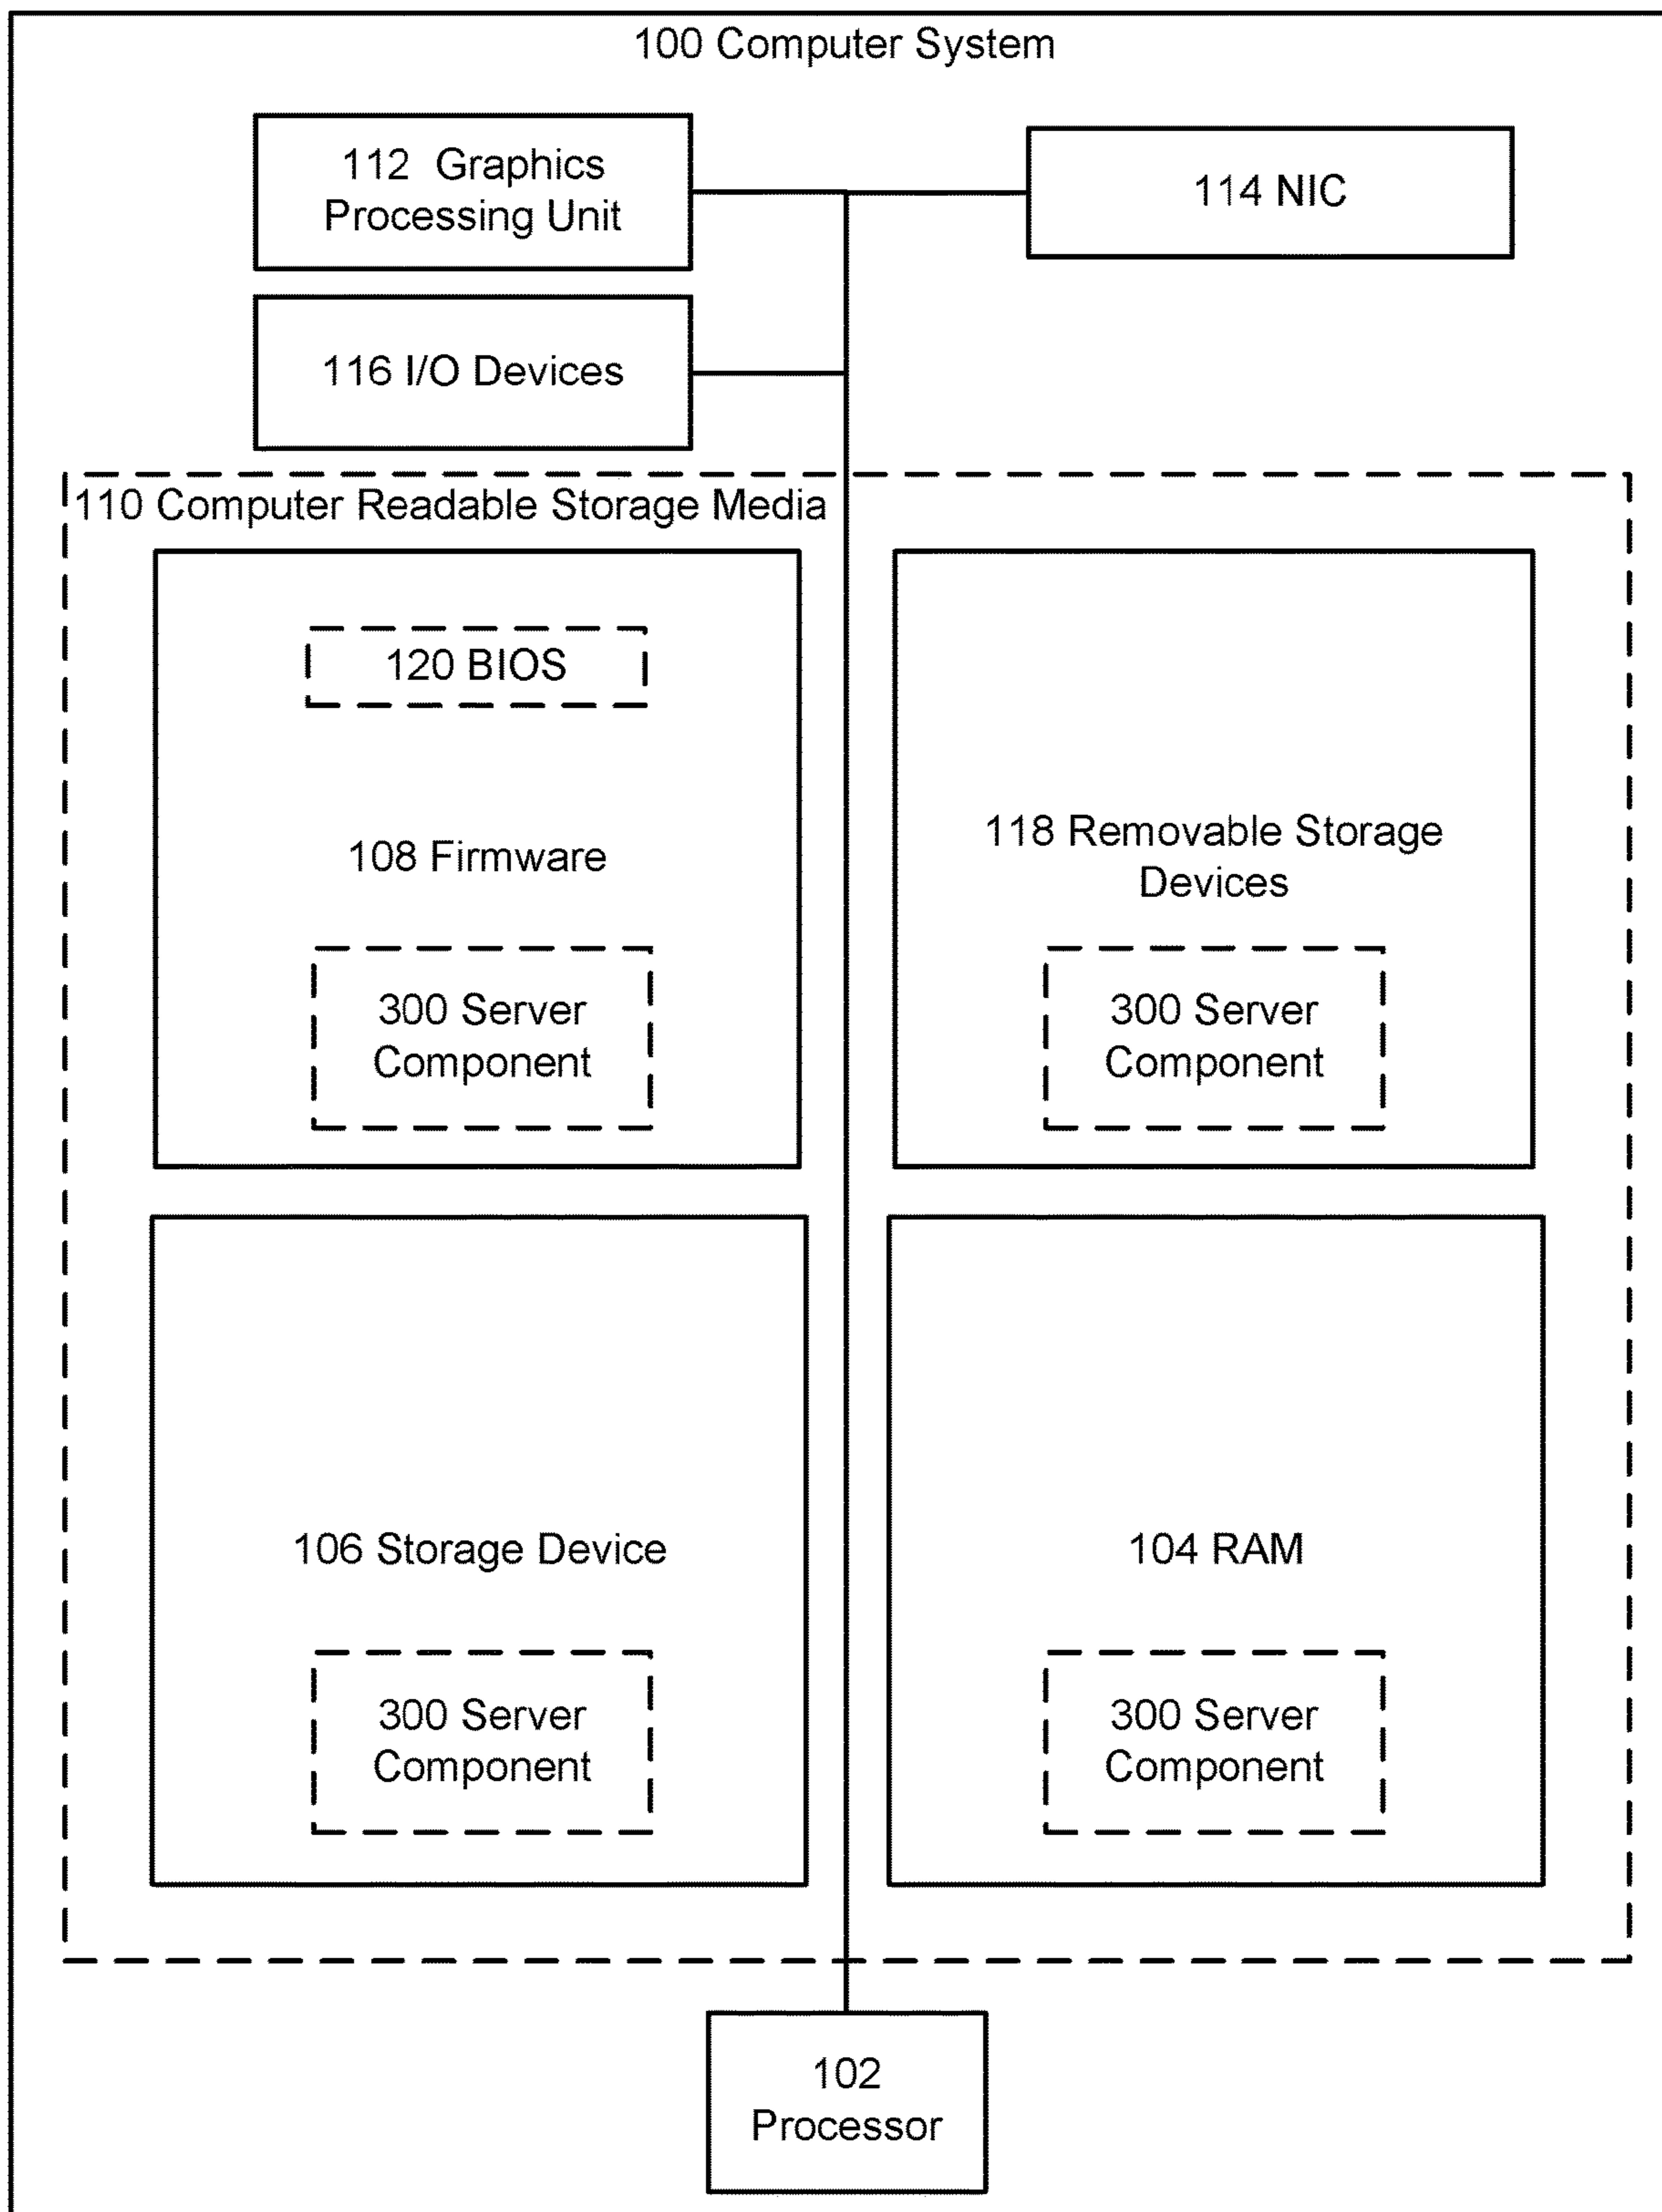 100 Computer System
112 Graphics
Processing Unit
114 NIC
116 I/O Devices
110 Computer Readable Storage Media
120 BIOS
108 Firmware
300 Server
Component
118 Removable Storage
Devices
300 Server
Component
106 Storage Device
300 Server
Component
104 RAM
300 Server
Component
102
Processor